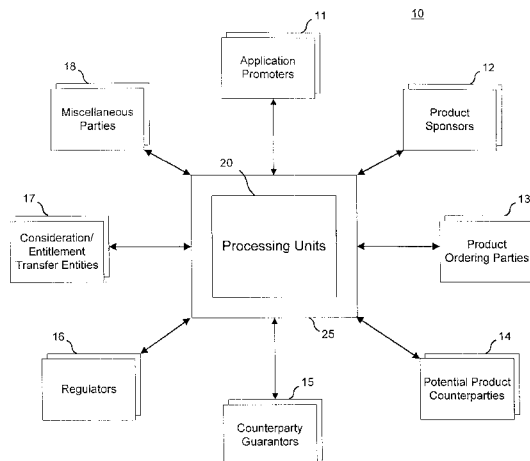 11
10
Application
Promoters
18
Miscellaneous
Parties
12
Product
Sponsors
20
Processing Units
17
Consideration/
Entitlement
Transfer Entities
13
Product
Ordering Parties
25
16
Regulators
15
Counterparty
Guarantors
14
Potential Product
Counterparties